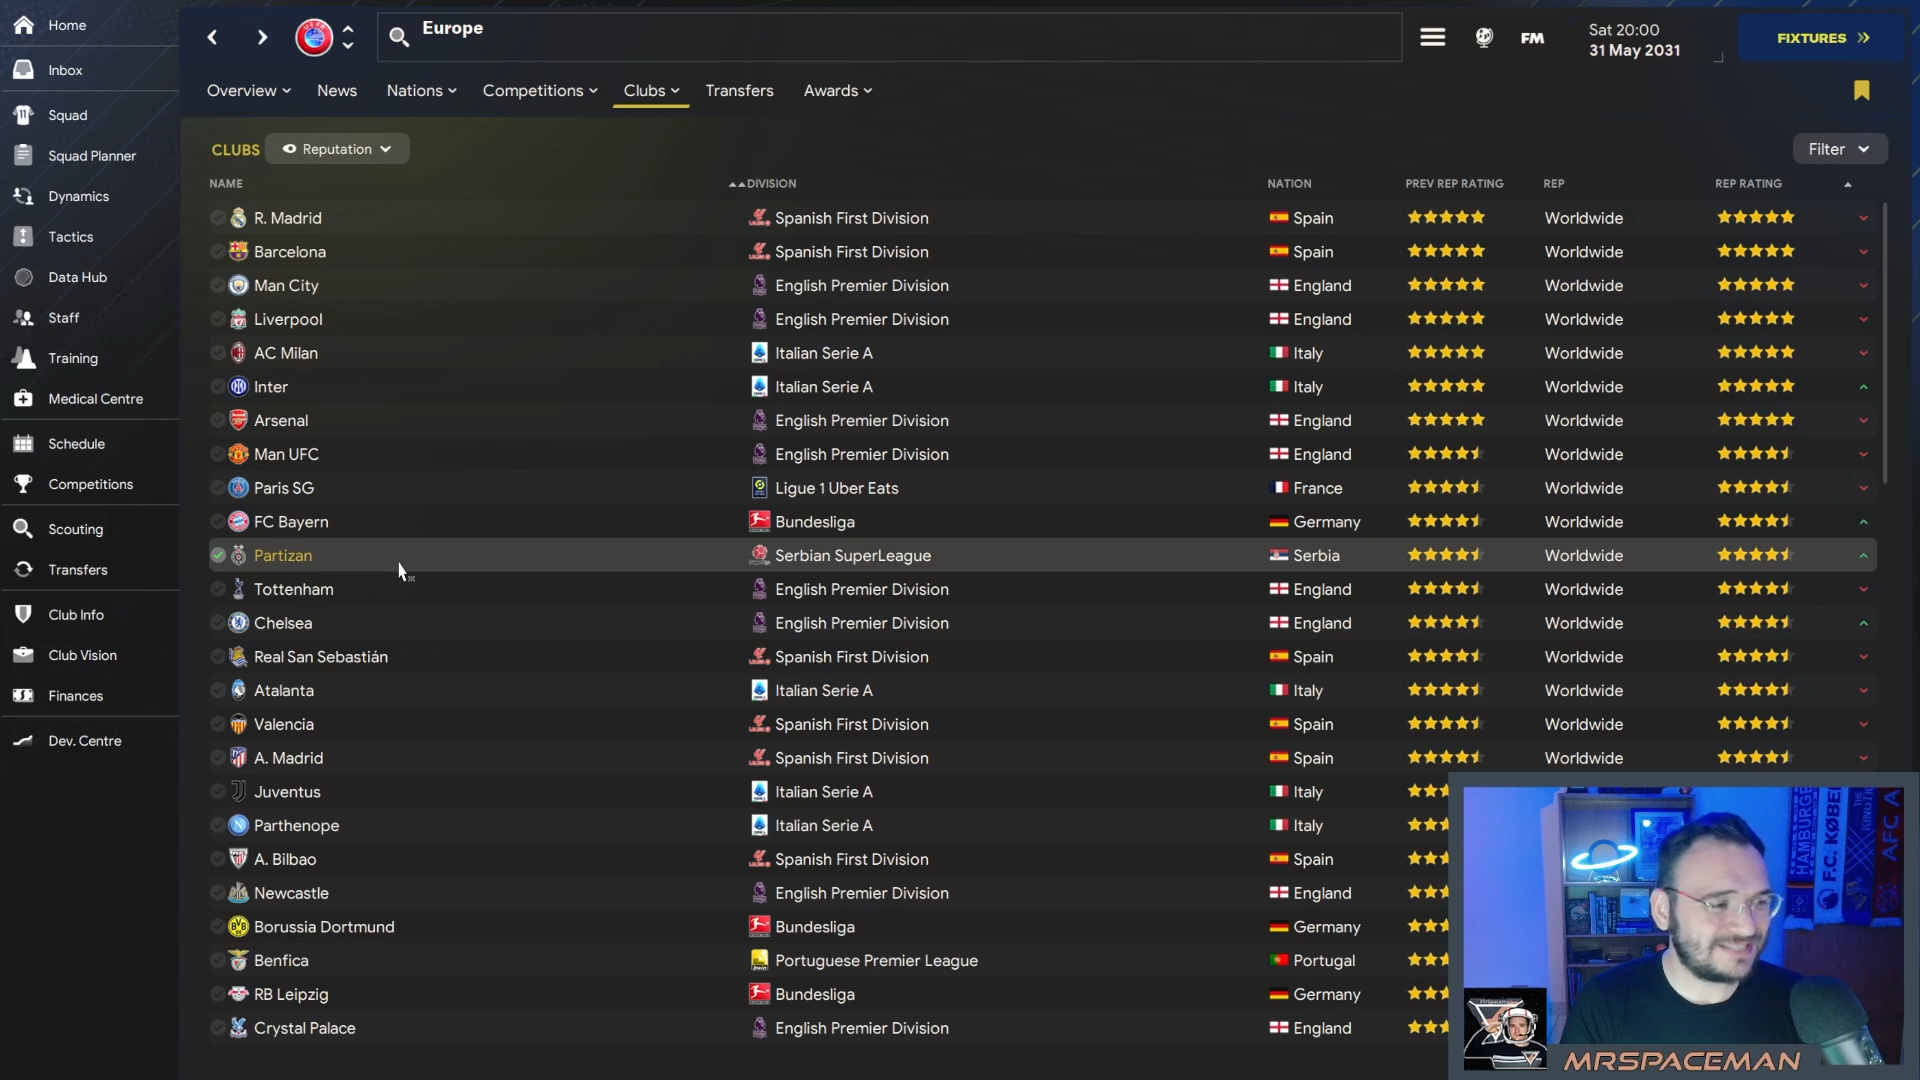 Home
Inbox
Squad
Squad Planner
Dynamics
Tactics
Data Hub
Staff
Training
Medical Centre
Schedule
Competitions
Scouting
Transfers
Club Info
Club Vision
Finances
Dev. Centre
Europe
FM
Sat 20:00
31 May 2031
FIXTURES
Overview News Nations Competitions Clubs Transfers Awards
CLUBS Reputation Filter
NAME DIVISION NATION PREV REP RATING REP REP RATING
R. Madrid Spanish First Division Spain Worldwide
Barcelona Spanish First Division Spain Worldwide
Man City English Premier Division England Worldwide
Liverpool English Premier Division England Worldwide
AC Milan Italian Serie A Italy Worldwide
Inter Italian Serie A Italy Worldwide
Arsenal English Premier Division England Worldwide
Man UFC English Premier Division England Worldwide
Paris SG Ligue 1 Uber Eats France Worldwide
FC Bayern Bundesliga Germany Worldwide
Partizan Serbian SuperLeague Serbia Worldwide
Tottenham English Premier Division England Worldwide
Chelsea English Premier Division England Worldwide
Real San Sebastián Spanish First Division Spain Worldwide
Atalanta Italian Serie A Italy Worldwide
Valencia Spanish First Division Spain Worldwide
A. Madrid Spanish First Division Spain Worldwide
Juventus Italian Serie A Italy
Parthenope Italian Serie A Italy
A. Bilbao Spanish First Division Spain
Newcastle English Premier Division England
Borussia Dortmund Bundesliga Germany
Benfica Portuguese Premier League Portugal
RB Leipzig Bundesliga Germany
Crystal Palace English Premier Division England
HAMBURGER
F.C. KØBE
AFC A
MRSPACEMAN